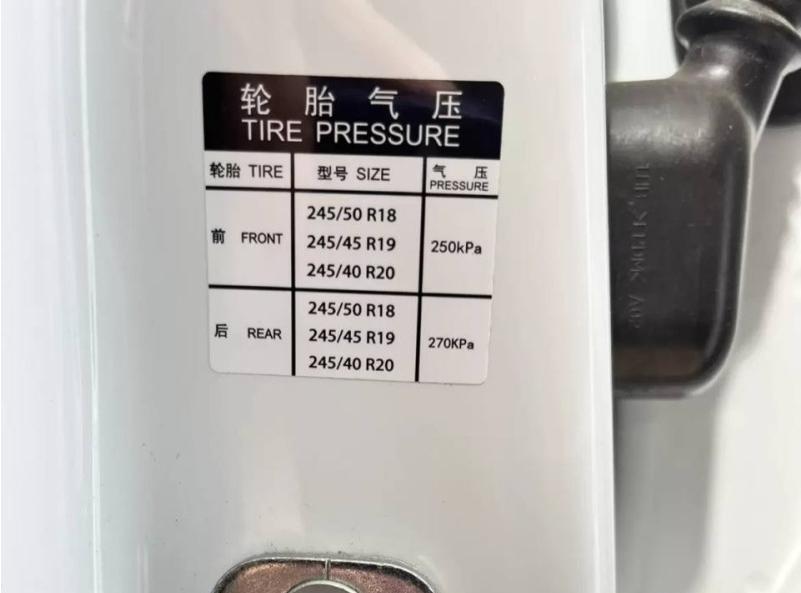 轮胎气压
TIRE PRESSURE
轮胎 TIRE 型号 SIZE 气压 PRESSURE
前 FRONT
245/50 R18
245/45 R19
245/40 R20
250kPa
后 REAR
245/50 R18
245/45 R19
245/40 R20
270KPa